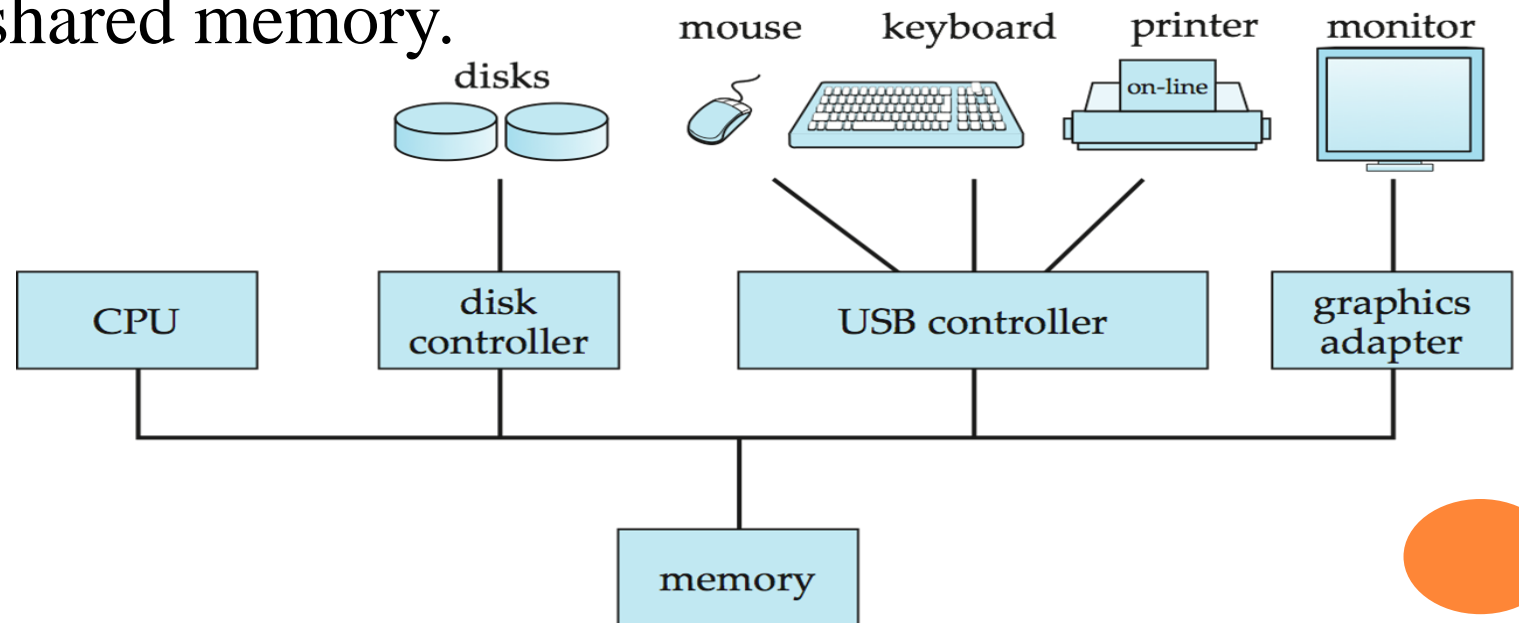 shared memory.
mouse keyboard printer monitor
disks
on-line
CPU
disk
controller
USB controller
graphics
adapter
memory